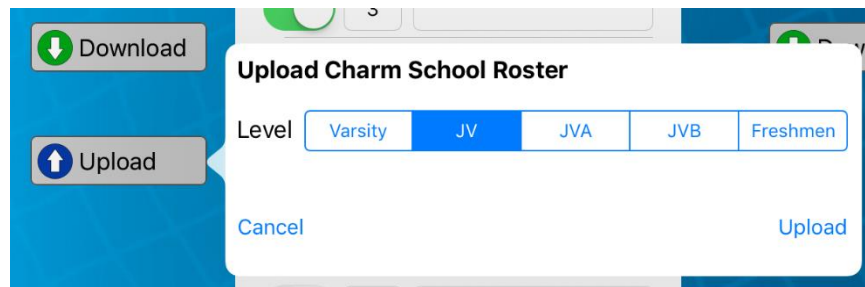 3
Download
Upload Charm School Roster
Level Varsity JV JVA JVB Freshmen
Upload
Cancel Upload